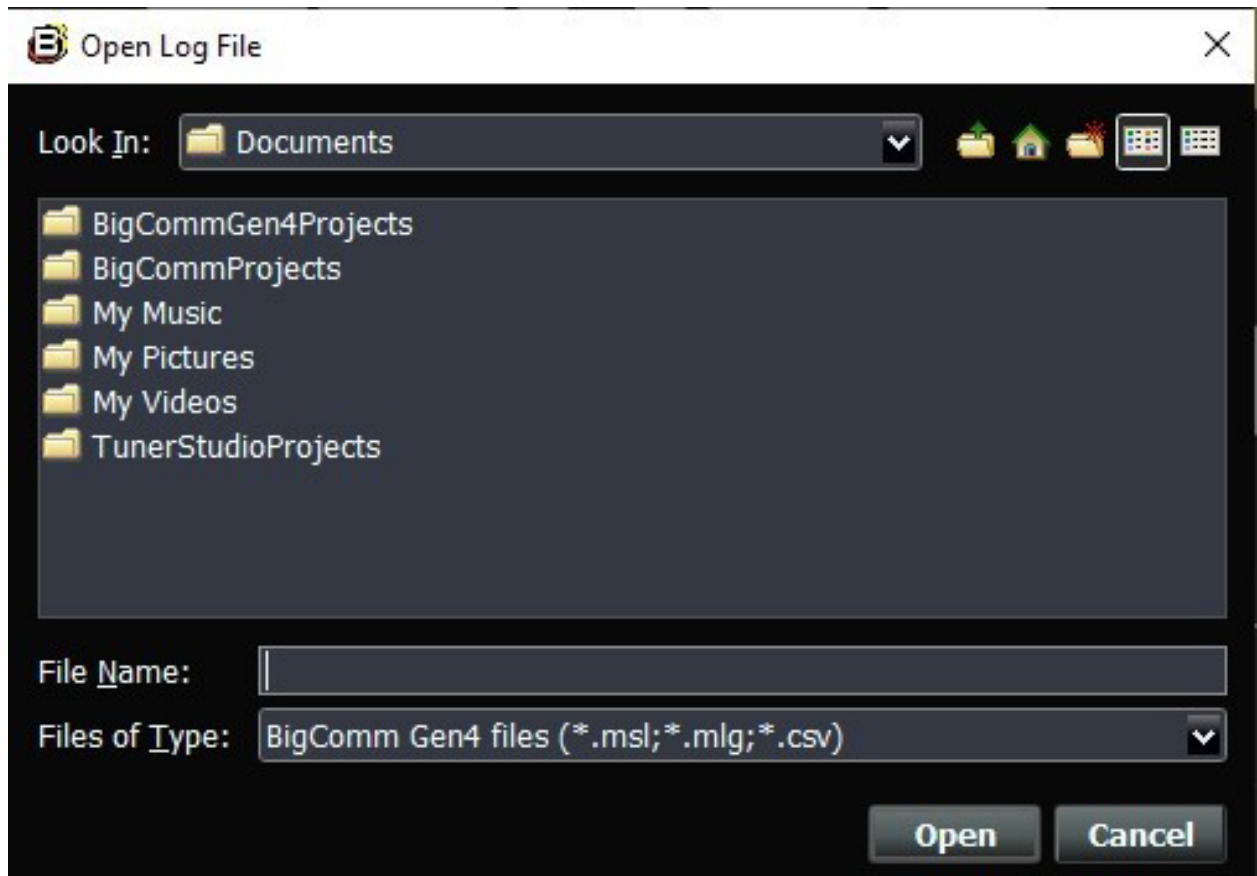 Open Log File
Look In: Documents
BigCommGen4Projects
BigCommProjects
My Music
My Pictures
My Videos
TunerStudioProjects
File Name:
Files of Type: BigComm Gen4 files (*.msl;*.mlg;*.csv)
Open Cancel